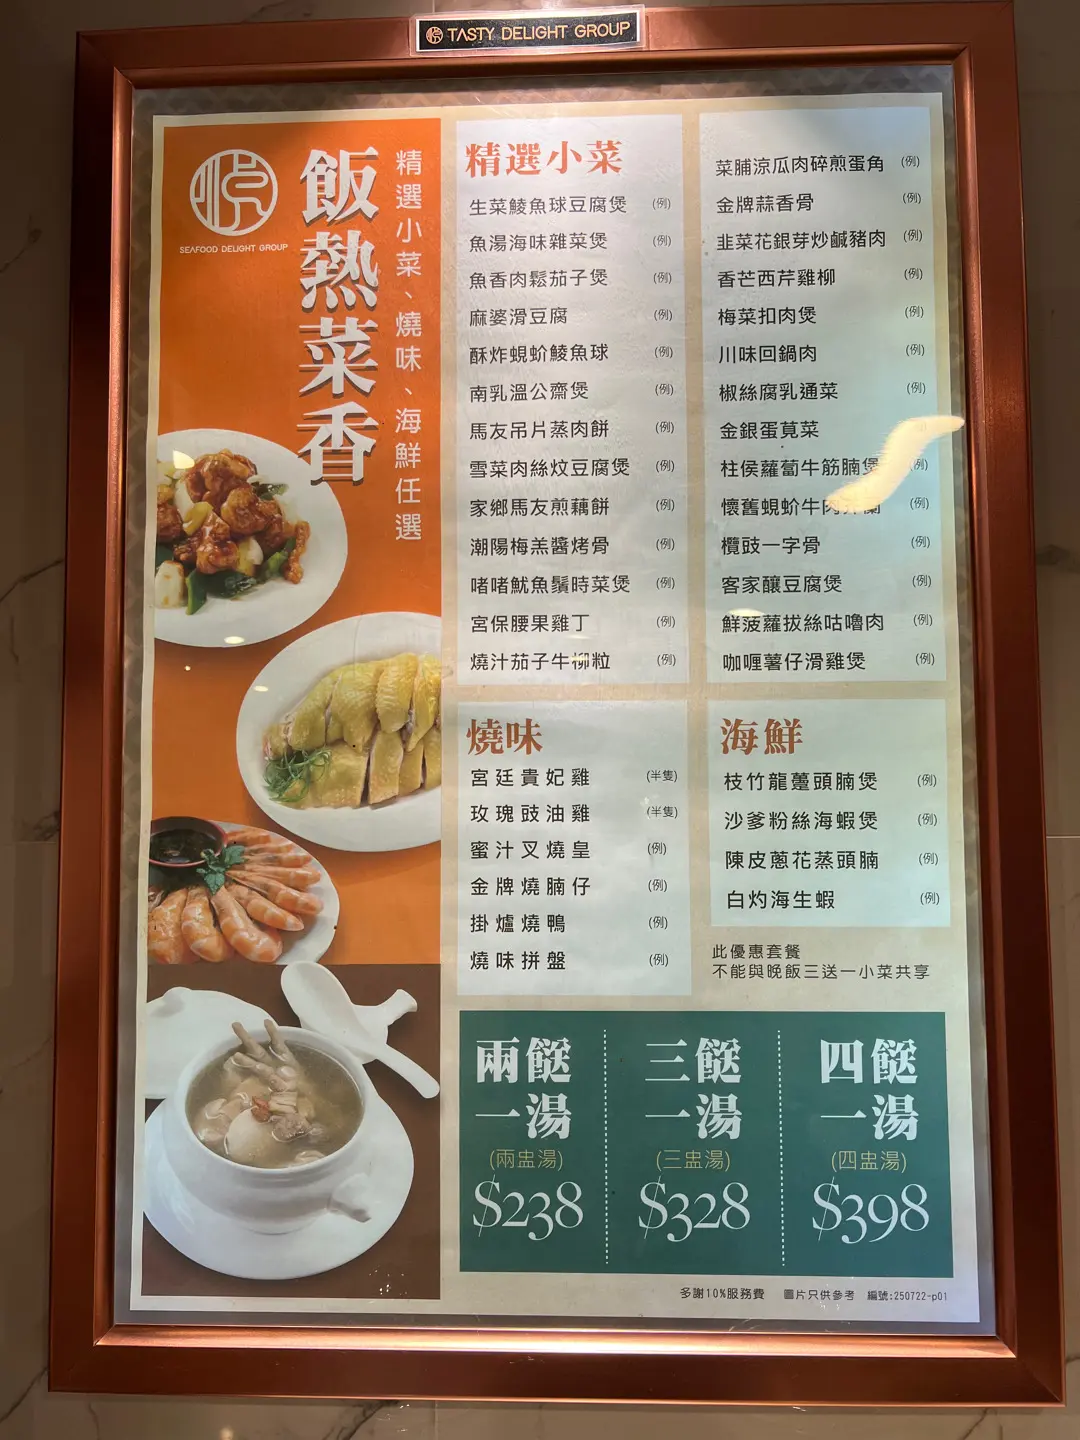 TASTY DELIGHT GROUP
SEAFOOD DELIGHT GROUP
飯熱菜香
精選小菜、燒味、海鮮任選
精選小菜
生菜鯪魚球豆腐煲 (例)
魚湯海味雜菜煲 (例)
魚香肉鬆茄子煲 (例)
麻婆滑豆腐 (例)
酥炸蜆蚧鯪魚球 (例)
南乳溫公齋煲 (例)
馬友吊片蒸肉餅 (例)
雪菜肉絲炆豆腐煲 (例)
家鄉馬友煎藕餅 (例)
潮陽梅羔醬烤骨 (例)
啫啫魷魚鬚時菜煲 (例)
宮保腰果雞丁 (例)
燒汁茄子牛柳粒 (例)
菜脯涼瓜肉碎煎蛋角 (例)
金牌蒜香骨 (例)
韭菜花銀芽炒鹹豬肉 (例)
香芒西芹雞柳 (例)
梅菜扣肉煲 (例)
川味回鍋肉 (例)
椒絲腐乳通菜 (例)
金銀蛋莧菜 (例)
柱侯蘿蔔牛筋腩煲 (例)
懷舊蜆蚧牛肉芥蘭 (例)
欖豉一字骨 (例)
客家釀豆腐煲 (例)
鮮菠蘿拔絲咕嚕肉 (例)
咖喱薯仔滑雞煲 (例)
燒味
宮廷貴妃雞 (半隻)
玫瑰豉油雞 (半隻)
蜜汁叉燒皇 (例)
金牌燒腩仔 (例)
掛爐燒鴨 (例)
燒味拼盤 (例)
海鮮
枝竹龍躉頭腩煲 (例)
沙爹粉絲海蝦煲 (例)
陳皮蔥花蒸頭腩 (例)
白灼海生蝦 (例)
此優惠套餐
不能與晚飯三送一小菜共享
兩餸
一湯
(兩盅湯)
$238
三餸
一湯
(三盅湯)
$328
四餸
一湯
(四盅湯)
$398
多謝10%服務費 圖片只供參考 編號:250722-p01